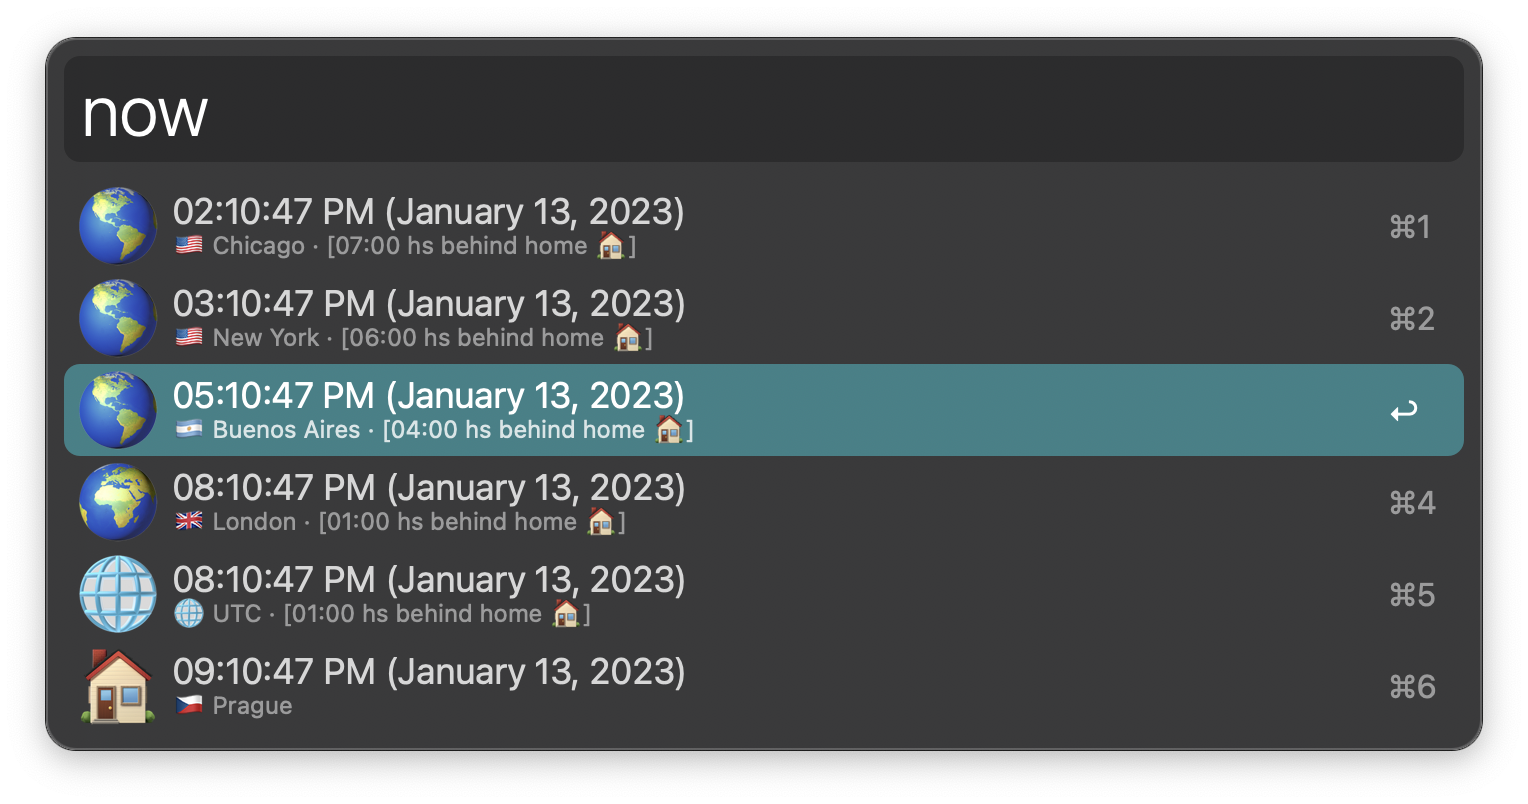 now
02:10:47 PM (January 13, 2023)
🇺🇸 Chicago · [07:00 hs behind home 🏠]
⌘1
03:10:47 PM (January 13, 2023)
🇺🇸 New York · [06:00 hs behind home 🏠]
⌘2
05:10:47 PM (January 13, 2023)
🇦🇷 Buenos Aires · [04:00 hs behind home 🏠]
↩
08:10:47 PM (January 13, 2023)
🇬🇧 London · [01:00 hs behind home 🏠]
⌘4
08:10:47 PM (January 13, 2023)
🌐 UTC · [01:00 hs behind home 🏠]
⌘5
09:10:47 PM (January 13, 2023)
🇨🇿 Prague
⌘6